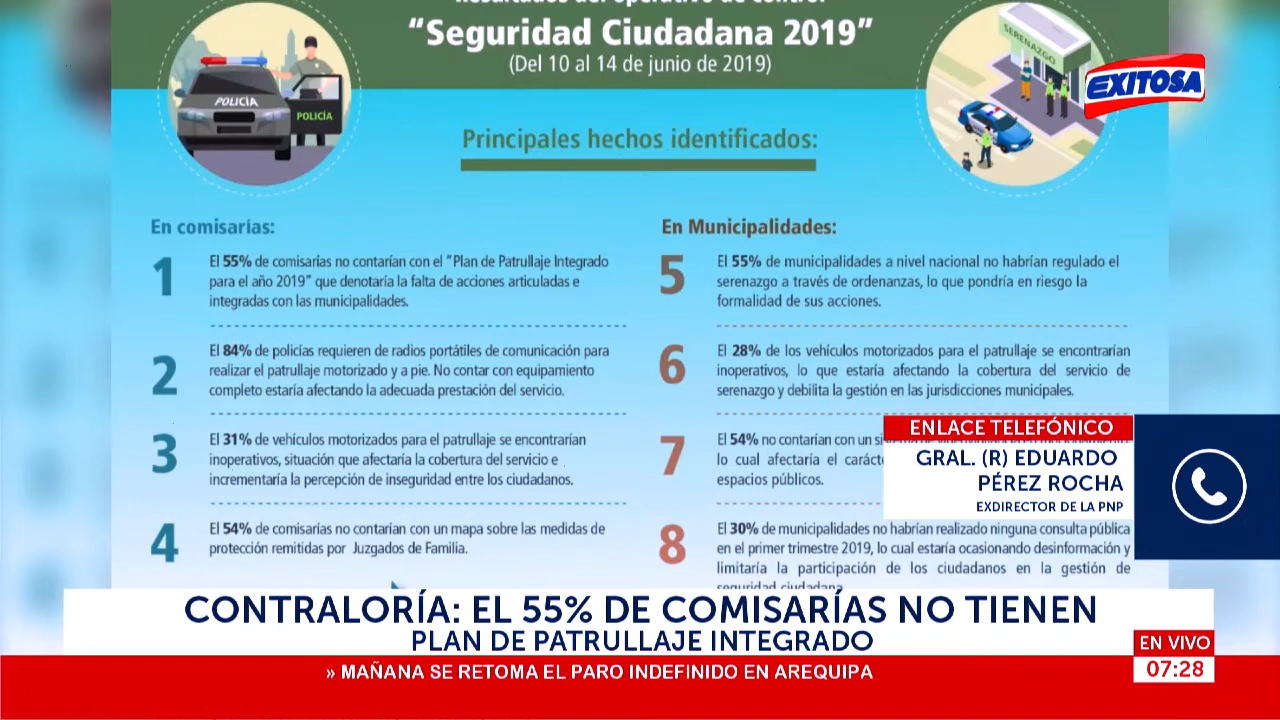 Resultados del operativo de control
“Seguridad Ciudadana 2019”
(Del 10 al 14 de junio de 2019)
POLICÍA
POLICÍA
SERENAZGO
EXITOSA
Principales hechos identificados:
En comisarías:
1
El 55% de comisarías no contarían con el “Plan de Patrullaje Integrado
para el año 2019” que denotaría la falta de acciones articuladas e
integradas con las municipalidades.
2
El 84% de policías requieren de radios portátiles de comunicación para
realizar el patrullaje motorizado y a pie. No contar con equipamiento
completo estaría afectando la adecuada prestación del servicio.
3
El 31% de vehículos motorizados para el patrullaje se encontrarían
inoperativos, situación que afectaría la cobertura del servicio e
incrementaría la percepción de inseguridad entre los ciudadanos.
4
El 54% de comisarías no contarían con un mapa sobre las medidas de
protección remitidas por Juzgados de Familia.
En Municipalidades:
5
El 55% de municipalidades a nivel nacional no habrían regulado el
serenazgo a través de ordenanzas, lo que pondría en riesgo la
formalidad de sus acciones.
6
El 28% de los vehículos motorizados para el patrullaje se encontrarían
inoperativos, lo que estaría afectando la cobertura del servicio de
serenazgo y debilita la gestión en las jurisdicciones municipales.
7
El 54% no contarían con un
lo cual afectaría el
espacios públicos.
8
El 30% de municipalidades no habrían realizado ninguna consulta pública
en el primer trimestre 2019, lo cual estaría ocasionando desinformación y
limitaría la participación de los ciudadanos en la gestión de
seguridad ciudadana.
ENLACE TELEFÓNICO
GRAL. (R) EDUARDO
PÉREZ ROCHA
EXDIRECTOR DE LA PNP
CONTRALORÍA: EL 55% DE COMISARÍAS NO TIENEN
PLAN DE PATRULLAJE INTEGRADO
EN VIVO
07:28
» MAÑANA SE RETOMA EL PARO INDEFINIDO EN AREQUIPA